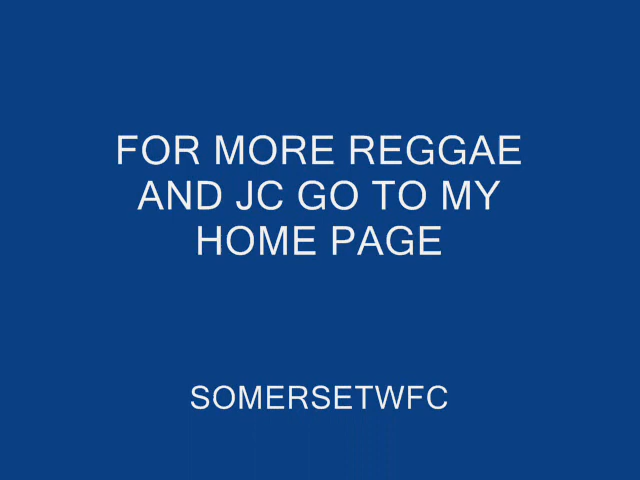 FOR MORE REGGAE
AND JC GO TO MY
HOME PAGE
SOMERSETWFC